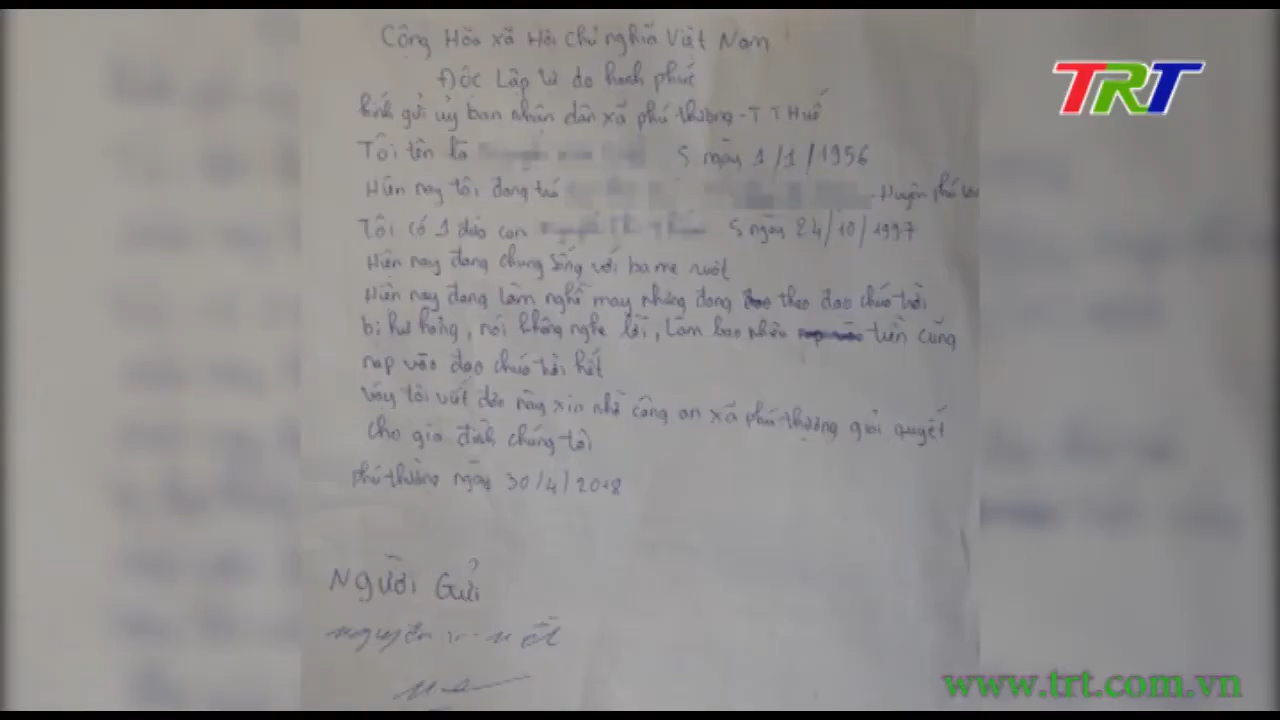 Cộng Hòa xã Hội chủ nghĩa Việt Nam
Độc Lập tự do hạnh phúc
TRT
kính gửi ủy ban nhân dân xã phú thượng - TT Huế
Tôi tên là S ngày 1/1/1956
Hiện nay tôi đang trú Huyện phú
Tôi có 1 đứa con S ngày 24/10/1997
Hiện nay đang chung sống với ba mẹ ruột
Hiện nay đang làm nghề may nhưng đang theo đạo chúa trời
bị hư hỏng, nói không nghe lời, làm bao nhiêu tiền cũng
nạp vào đạo chúa trời hết
Vậy tôi viết đơn này xin nhờ công an xã phú thượng giải quyết
cho gia đình chúng tôi
phú thượng ngày 30/4/2018
Người Gửi
Nguyễn
www.trt.com.vn